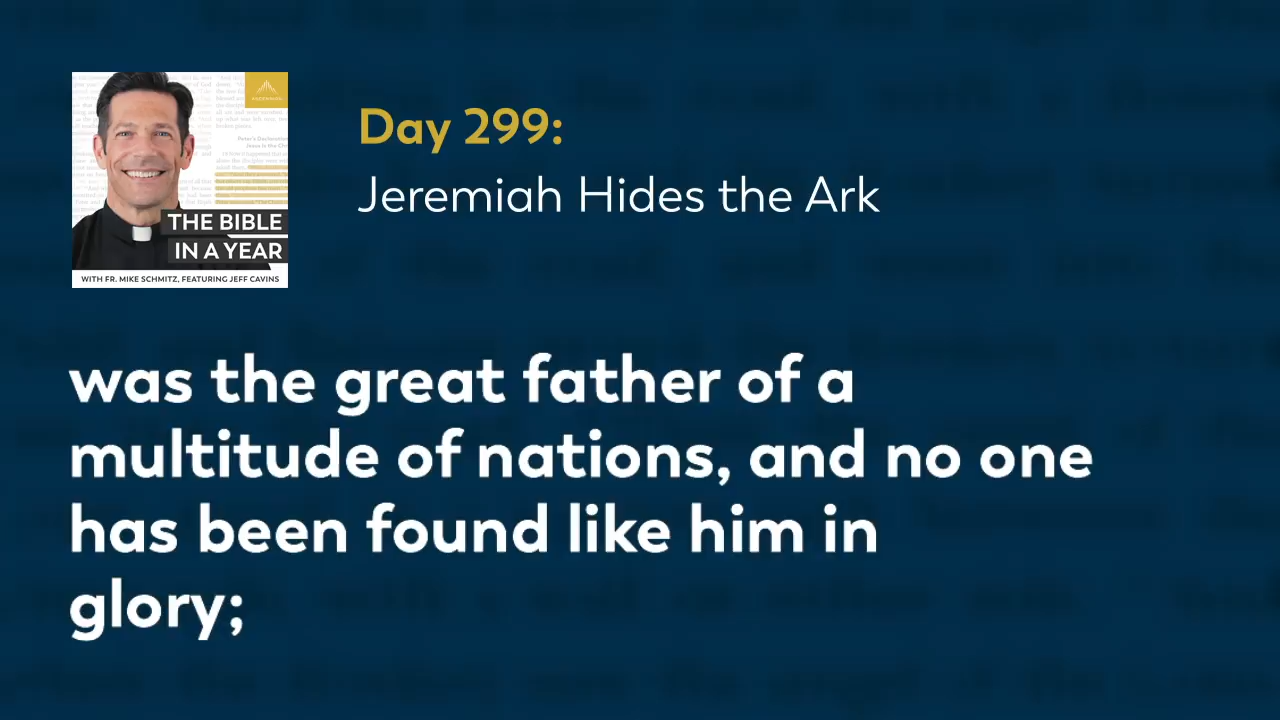 THE BIBLE
IN A YEAR
WITH FR. MIKE SCHMITZ, FEATURING JEFF CAVINS
Day 299:
Jeremiah Hides the Ark
was the great father of a
multitude of nations, and no one
has been found like him in
glory;